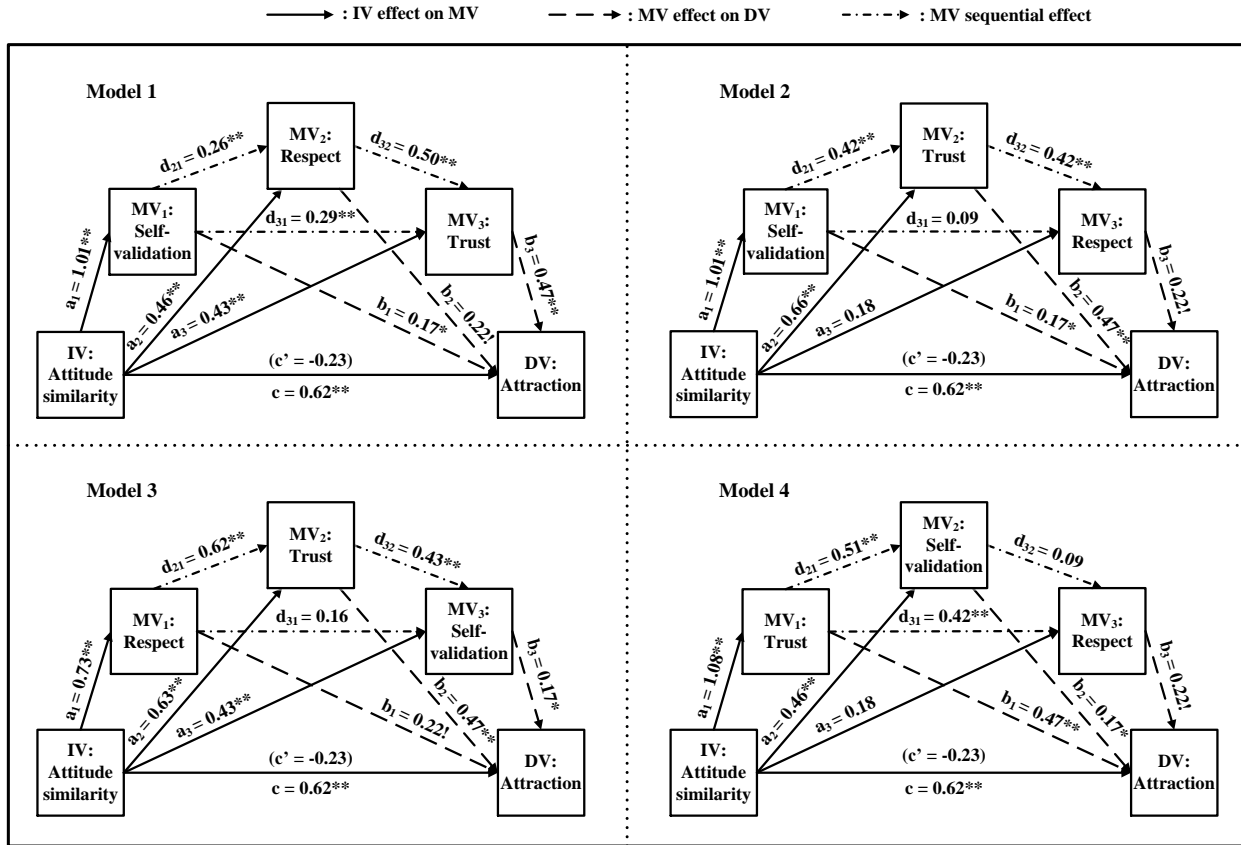 : IV effect on MV : MV effect on DV : MV sequential effect
Model 1
MV₂:
Respect
d₂₁ = 0.26**
d₃₂ = 0.50**
MV₁:
Self-
validation
d₃₁ = 0.29**
MV₃:
Trust
a₁ = 1.01**
a₂ = 0.46**
a₃ = 0.43**
b₁ = 0.17*
b₂ = 0.22!
b₃ = 0.47**
IV:
Attitude
similarity
(c’ = -0.23)
c = 0.62**
DV:
Attraction
Model 2
MV₂:
Trust
d₂₁ = 0.42**
d₃₂ = 0.42**
MV₁:
Self-
validation
d₃₁ = 0.09
MV₃:
Respect
a₁ = 1.01**
a₂ = 0.66**
a₃ = 0.18
b₁ = 0.17*
b₂ = 0.47**
b₃ = 0.22!
IV:
Attitude
similarity
(c’ = -0.23)
c = 0.62**
DV:
Attraction
Model 3
MV₂:
Trust
d₂₁ = 0.62**
d₃₂ = 0.43**
MV₁:
Respect
d₃₁ = 0.16
MV₃:
Self-
validation
a₁ = 0.73**
a₂ = 0.63**
a₃ = 0.43**
b₁ = 0.22!
b₂ = 0.47**
b₃ = 0.17*
IV:
Attitude
similarity
(c’ = -0.23)
c = 0.62**
DV:
Attraction
Model 4
MV₂:
Self-
validation
d₂₁ = 0.51**
d₃₂ = 0.09
MV₁:
Trust
d₃₁ = 0.42**
MV₃:
Respect
a₁ = 1.08**
a₂ = 0.46**
a₃ = 0.18
b₁ = 0.47**
b₂ = 0.17*
b₃ = 0.22!
IV:
Attitude
similarity
(c’ = -0.23)
c = 0.62**
DV:
Attraction